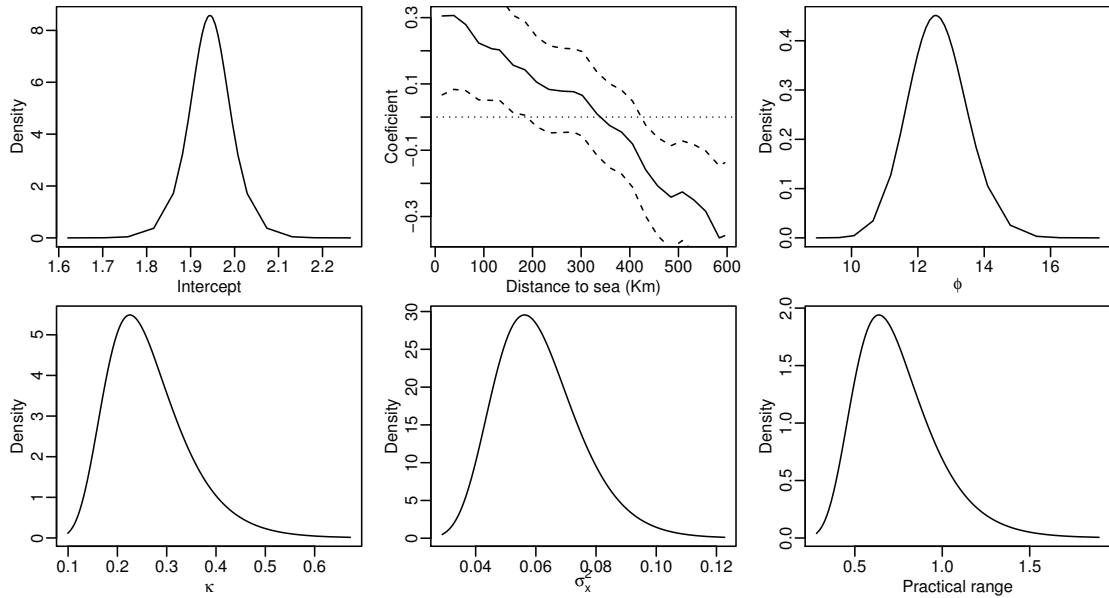 Density
0 2 4 6 8
1.6 1.7 1.8 1.9 2.0 2.1 2.2
Intercept
Coeficient
−0.3 −0.1 0.1 0.3
0 100 200 300 400 500 600
Distance to sea (Km)
Density
0.0 0.1 0.2 0.3 0.4
10 12 14 16
ϕ
Density
0 1 2 3 4 5
0.1 0.2 0.3 0.4 0.5 0.6
κ
Density
0 5 10 15 20 25 30
0.04 0.06 0.08 0.10 0.12
σ²ₓ
Density
0.0 0.5 1.0 1.5 2.0
0.5 1.0 1.5
Practical range